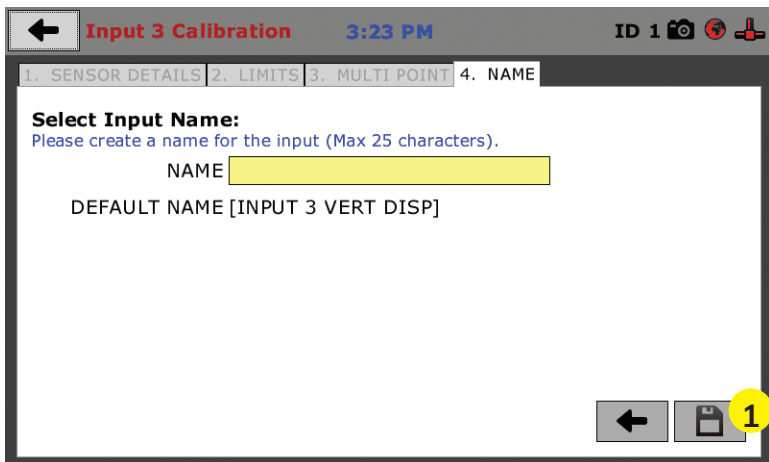 Input 3 Calibration 3:23 PM ID 1
1. SENSOR DETAILS 2. LIMITS 3. MULTI POINT 4. NAME
Select Input Name:
Please create a name for the input (Max 25 characters).
NAME
DEFAULT NAME [INPUT 3 VERT DISP]
1